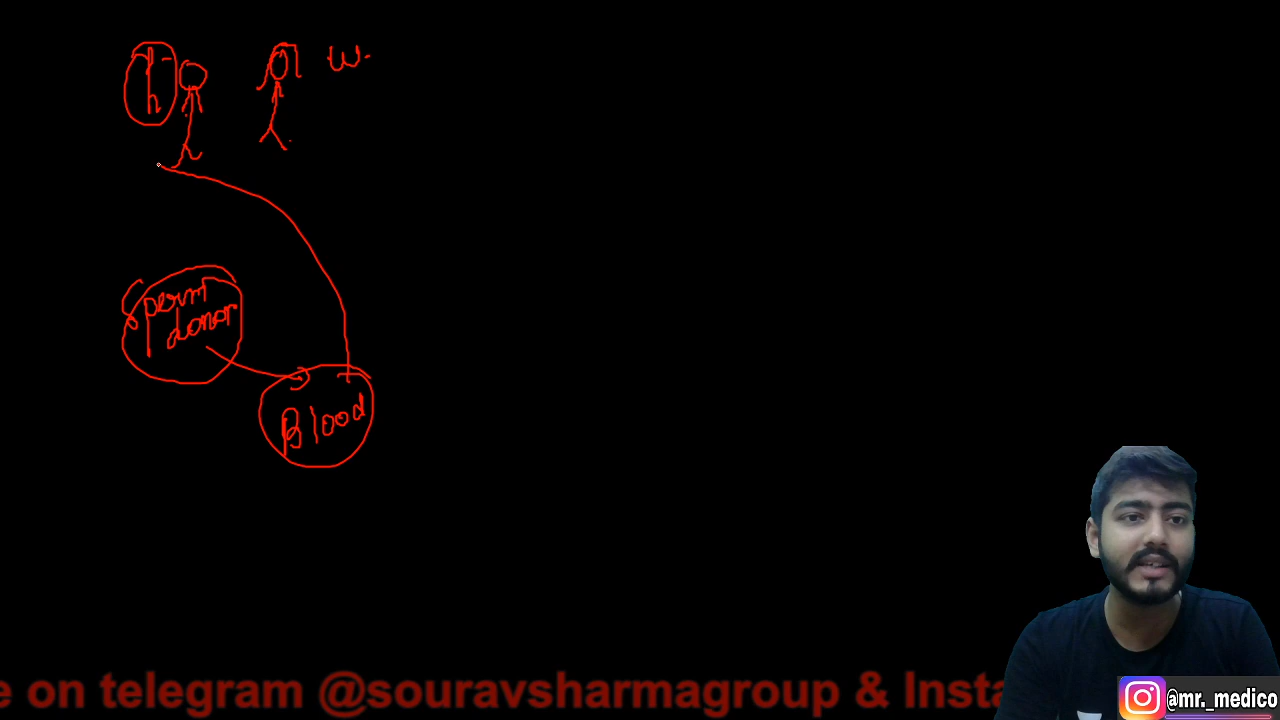 h
w.
sperm
donor
Blood
e on telegram @souravsharmagroup & Insta
@mr._medico